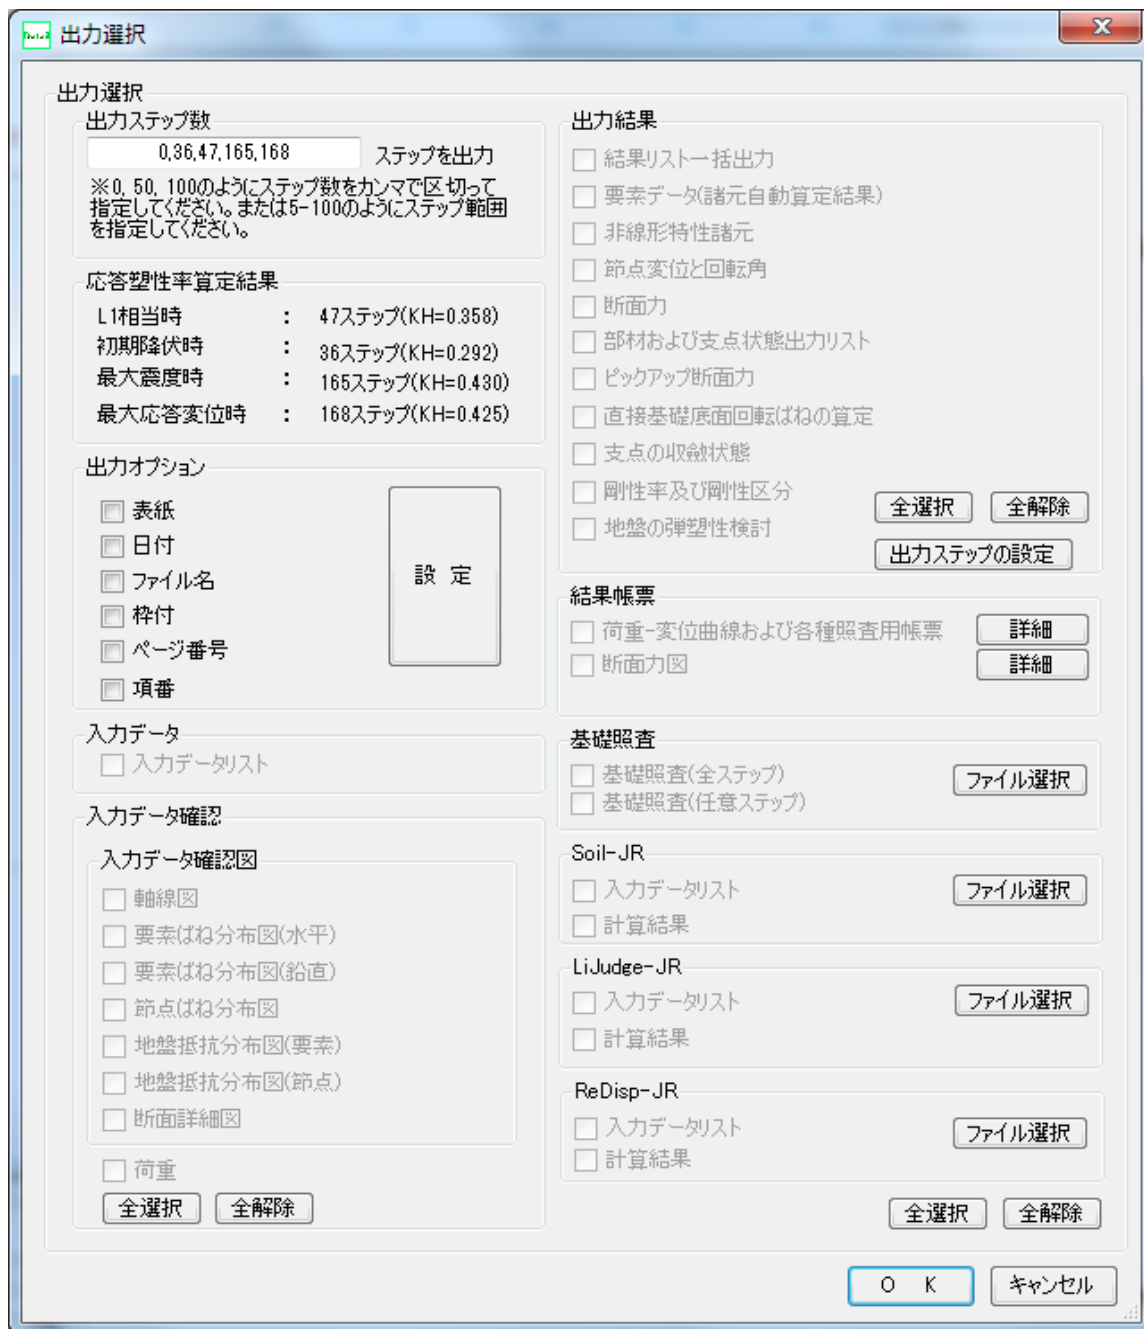 出力選択
出力選択
出力ステップ数
0,36,47,165,168 ステップを出力
※0, 50, 100のようにステップ数をカンマで区切って
指定してください。または5-100のようにステップ範囲
を指定してください。
応答塑性率算定結果
L1相当時 : 47ステップ(KH=0.358)
初期降伏時 : 36ステップ(KH=0.292)
最大震度時 : 165ステップ(KH=0.430)
最大応答変位時 : 168ステップ(KH=0.425)
出力オプション
表紙
日付
ファイル名
枠付
ページ番号
項番
設 定
入力データ
入力データリスト
入力データ確認
入力データ確認図
軸線図
要素ばね分布図(水平)
要素ばね分布図(鉛直)
節点ばね分布図
地盤抵抗分布図(要素)
地盤抵抗分布図(節点)
断面詳細図
荷重
全選択 全解除
出力結果
結果リスト一括出力
要素データ(諸元自動算定結果)
非線形特性諸元
節点変位と回転角
断面力
部材および支点状態出力リスト
ピックアップ断面力
直接基礎底面回転ばねの算定
支点の収斂状態
剛性率及び剛性区分
地盤の弾塑性検討
全選択 全解除
出力ステップの設定
結果帳票
荷重-変位曲線および各種照査用帳票 詳細
断面力図 詳細
基礎照査
基礎照査(全ステップ)
基礎照査(任意ステップ)
ファイル選択
Soil-JR
入力データリスト ファイル選択
計算結果
LiJudge-JR
入力データリスト ファイル選択
計算結果
ReDisp-JR
入力データリスト ファイル選択
計算結果
全選択 全解除
O K キャンセル